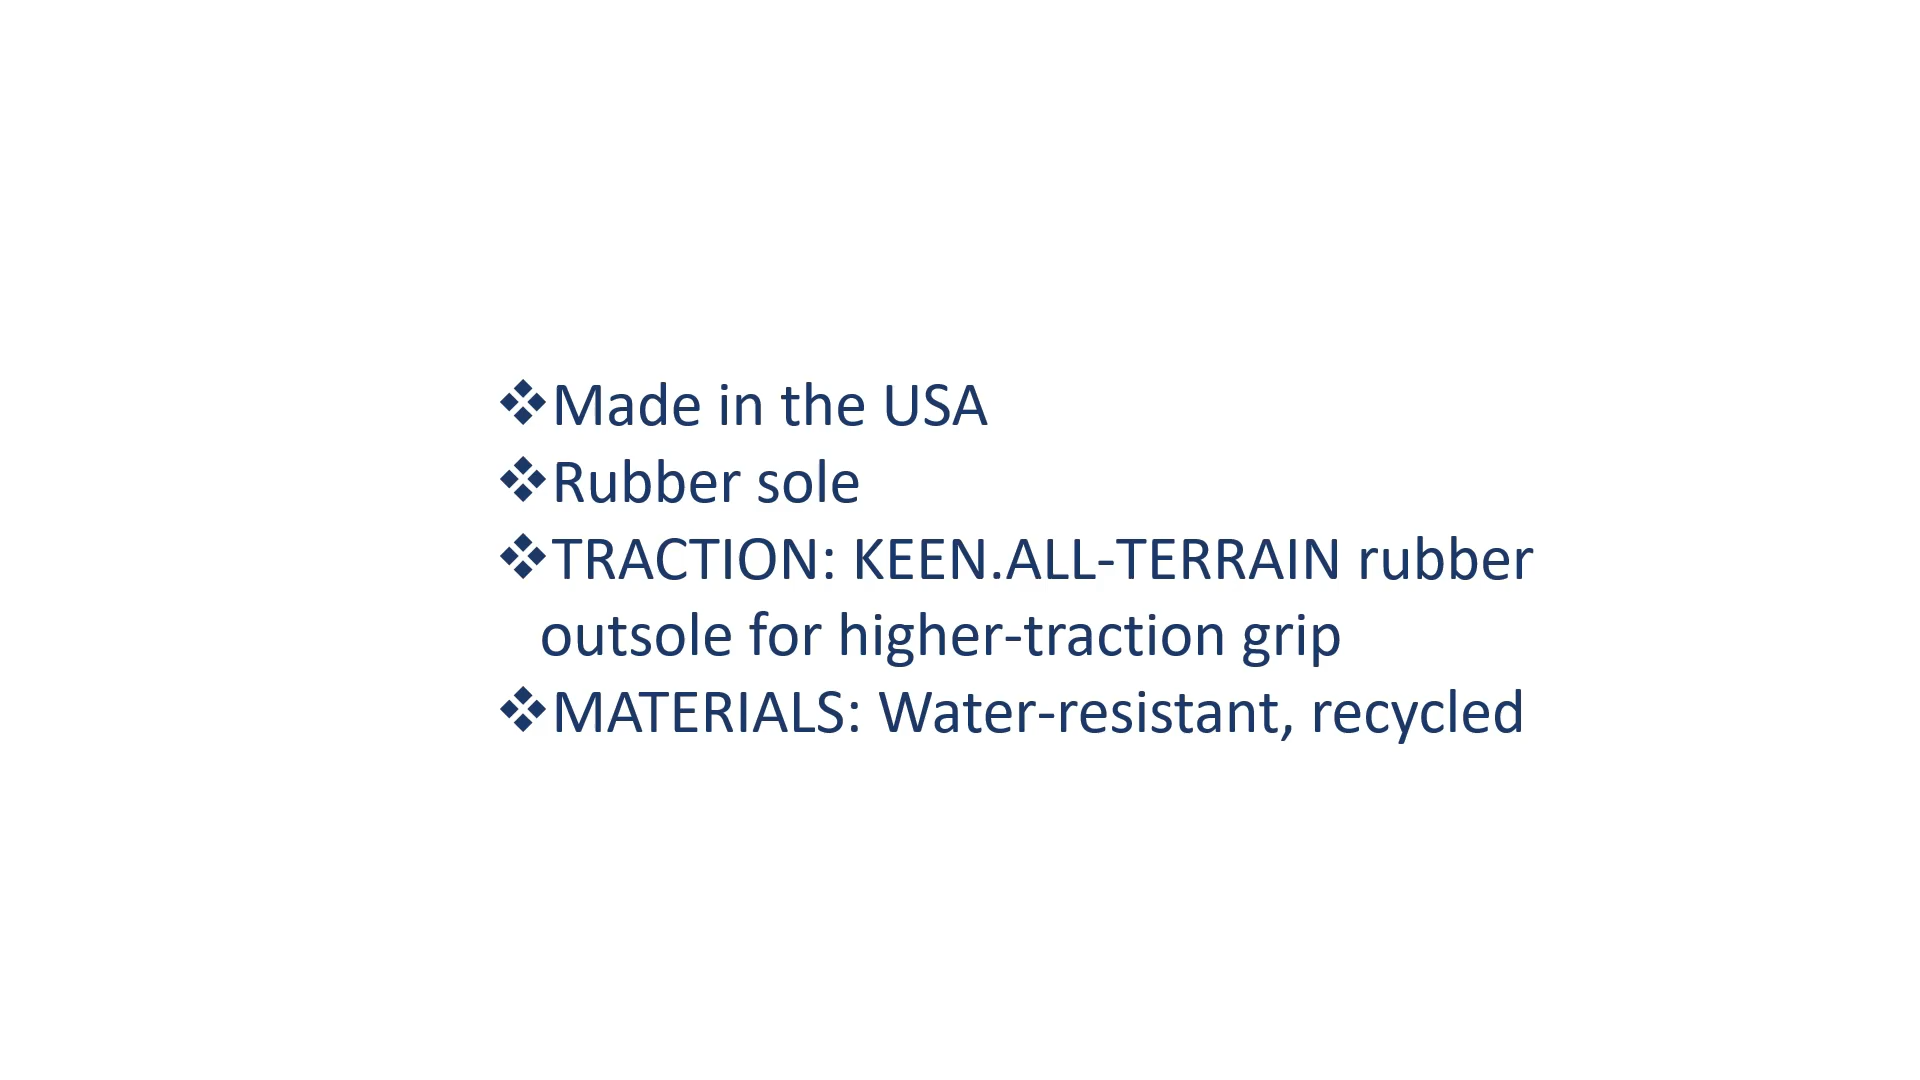 ❖Made in the USA
❖Rubber sole
❖TRACTION: KEEN.ALL-TERRAIN rubber
outsole for higher-traction grip
❖MATERIALS: Water-resistant, recycled